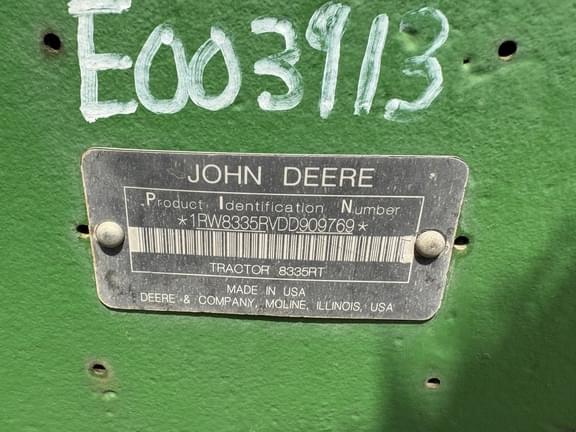 E003913
JOHN DEERE
Product Identification Number
*1RW8335RVDD909769*
TRACTOR 8335RT
MADE IN USA
DEERE & COMPANY, MOLINE, ILLINOIS, USA